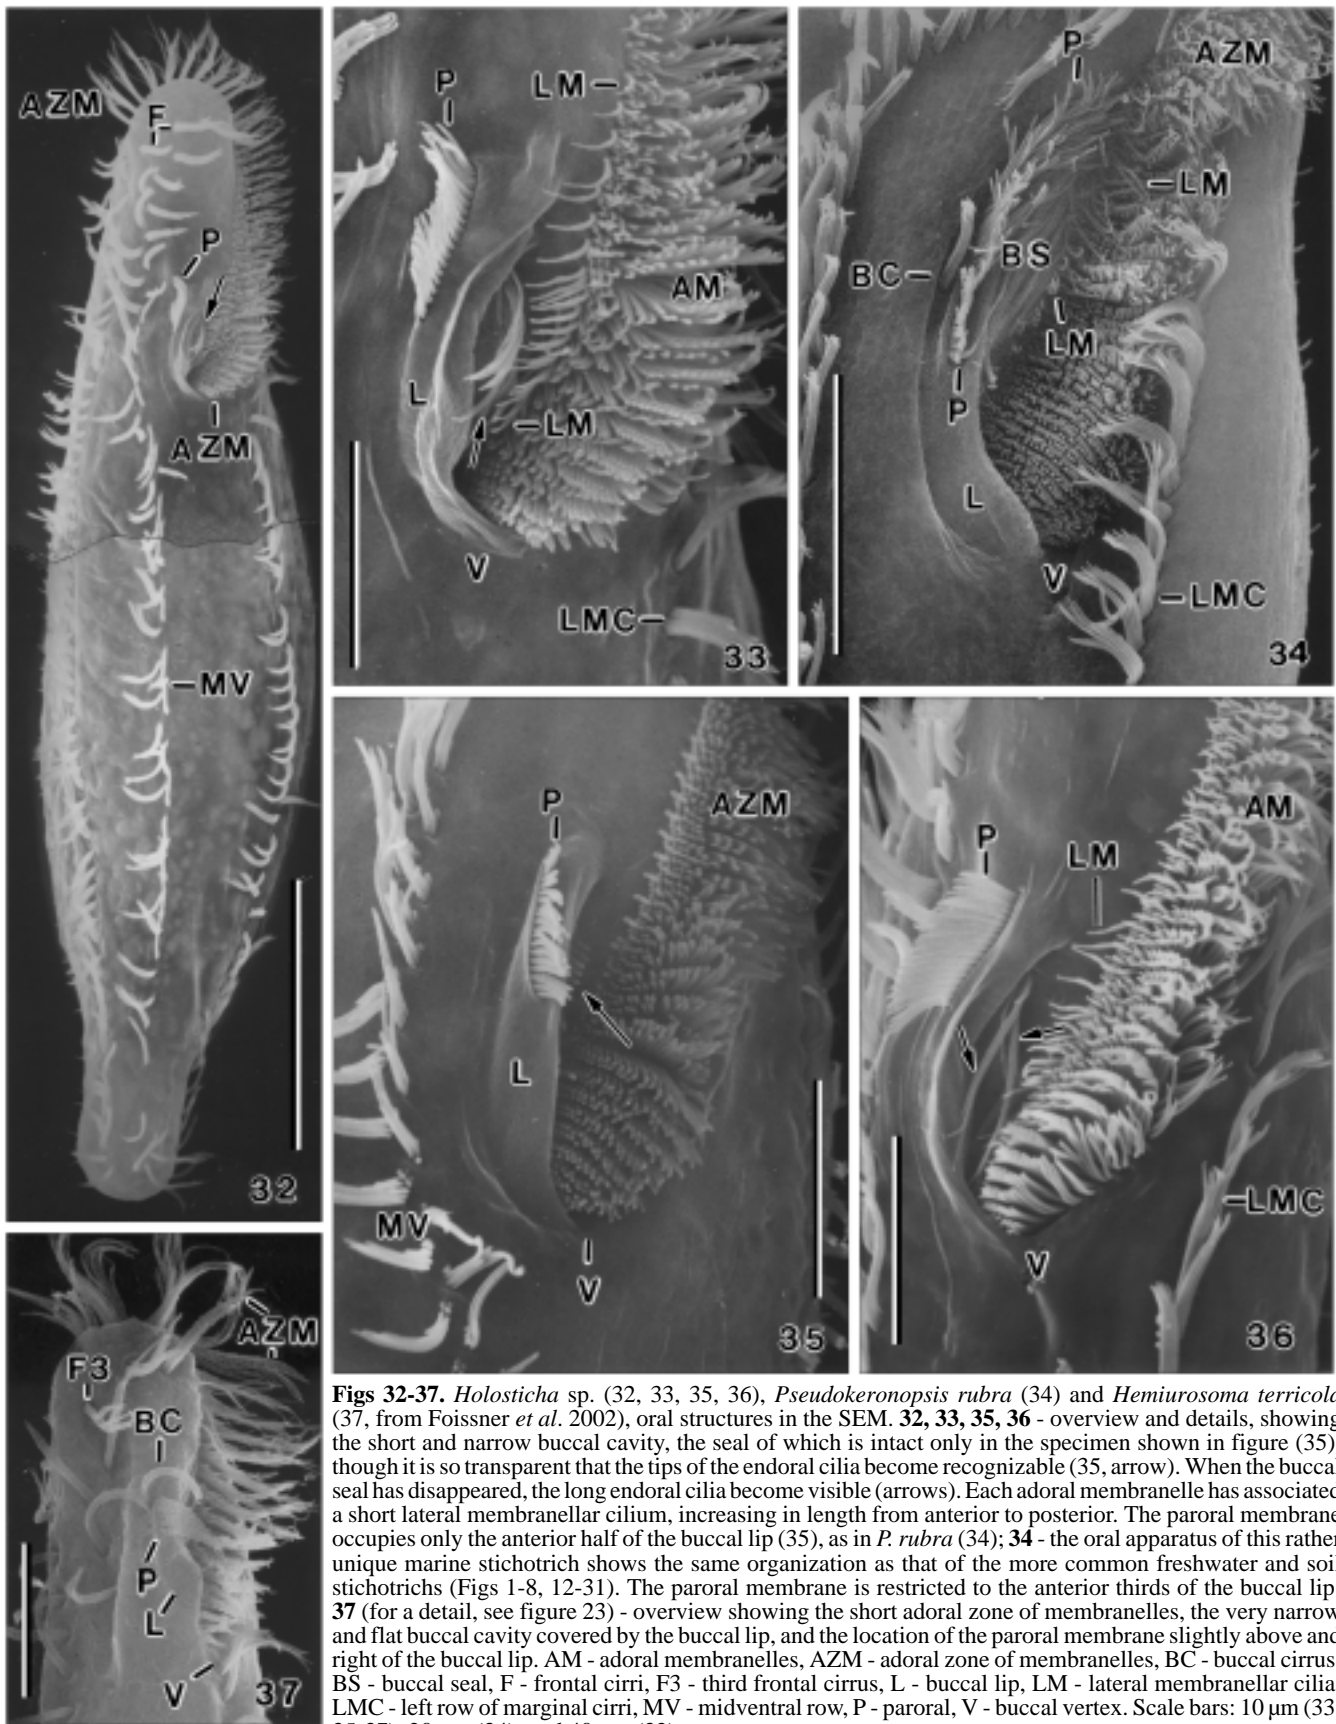 AZM
F
P
AZM
MV
32
P
LM
AM
L
LM
V
LMC
33
P
AZM
LM
BC
BS
LM
P
L
V
LMC
34
P
AZM
L
MV
V
35
P
LM
AM
LMC
V
36
AZM
F3
BC
P
L
V
37
Figs 32-37. Holosticha sp. (32, 33, 35, 36), Pseudokeronopsis rubra (34) and Hemiurosoma terricola
(37, from Foissner et al. 2002), oral structures in the SEM. 32, 33, 35, 36 - overview and details, showing
the short and narrow buccal cavity, the seal of which is intact only in the specimen shown in figure (35)
though it is so transparent that the tips of the endoral cilia become recognizable (35, arrow). When the buccal
seal has disappeared, the long endoral cilia become visible (arrows). Each adoral membranelle has associated
a short lateral membranellar cilium, increasing in length from anterior to posterior. The paroral membrane
occupies only the anterior half of the buccal lip (35), as in P. rubra (34); 34 - the oral apparatus of this rather
unique marine stichotrich shows the same organization as that of the more common freshwater and soil
stichotrichs (Figs 1-8, 12-31). The paroral membrane is restricted to the anterior thirds of the buccal lip
37 (for a detail, see figure 23) - overview showing the short adoral zone of membranelles, the very narrow
and flat buccal cavity covered by the buccal lip, and the location of the paroral membrane slightly above and
right of the buccal lip. AM - adoral membranelles, AZM - adoral zone of membranelles, BC - buccal cirrus
BS - buccal seal, F - frontal cirri, F3 - third frontal cirrus, L - buccal lip, LM - lateral membranellar cilia
LMC - left row of marginal cirri, MV - midventral row, P - paroral, V - buccal vertex. Scale bars: 10 µm (33